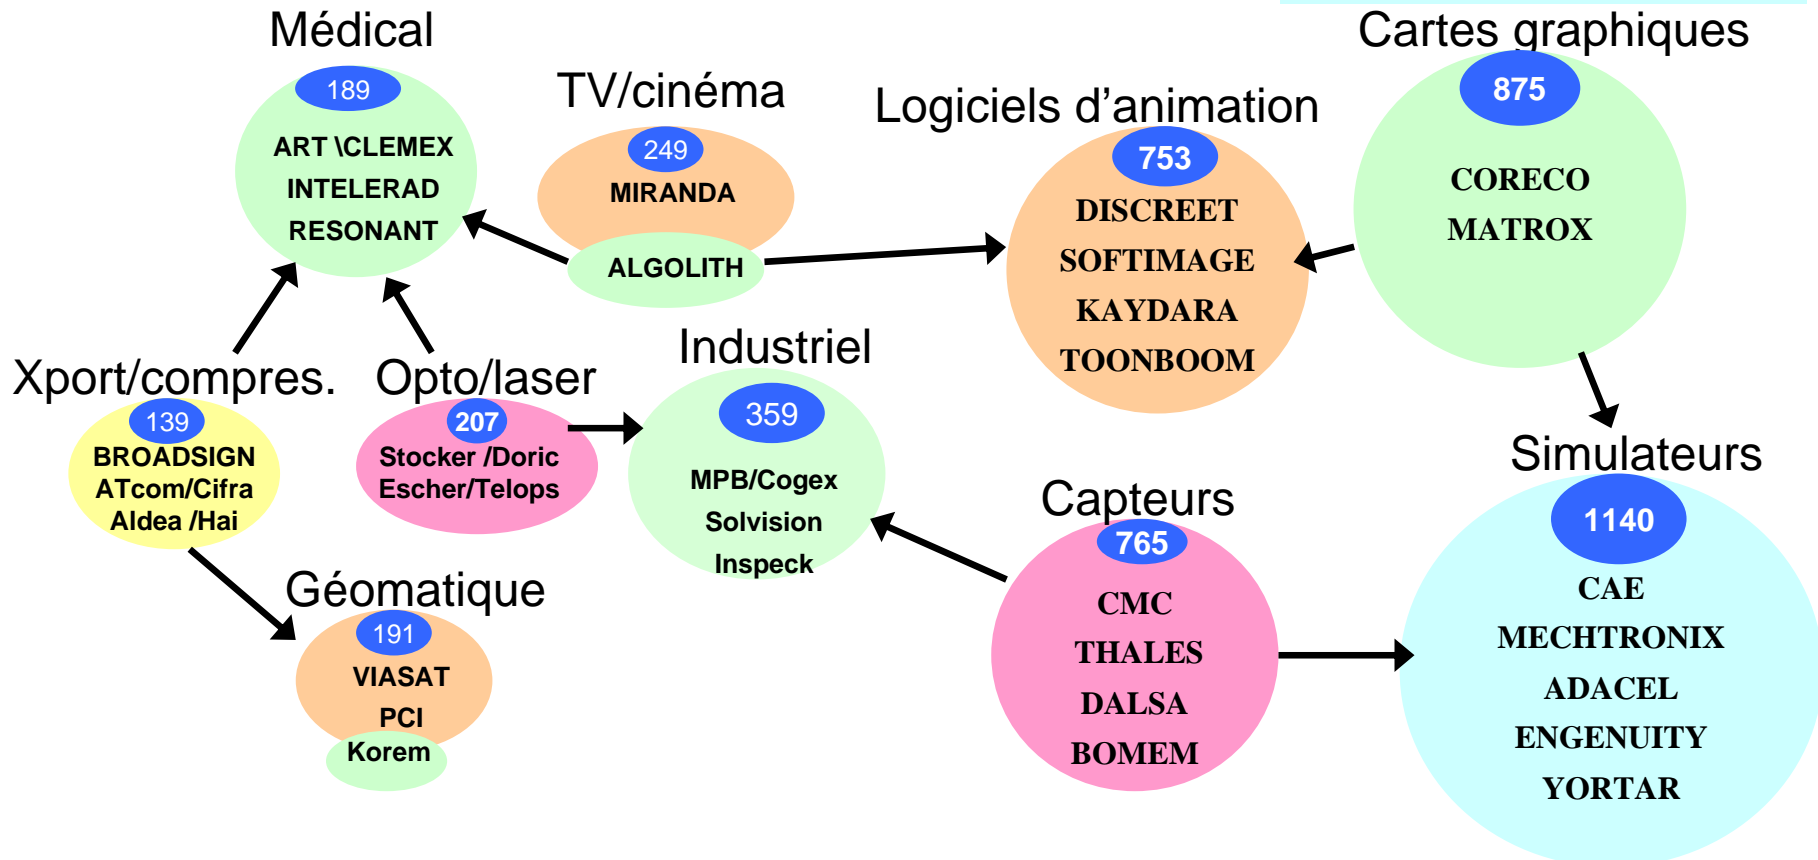 Médical
189
ART \CLEMEX
INTELERAD
RESONANT
TV/cinéma
249
MIRANDA
ALGOLITH
Logiciels d’animation
753
DISCREET
SOFTIMAGE
KAYDARA
TOONBOOM
Cartes graphiques
875
CORECO
MATROX
Xport/compres.
139
BROADSIGN
ATcom/Cifra
Aldea /Hai
Opto/laser
207
Stocker /Doric
Escher/Telops
Industriel
359
MPB/Cogex
Solvision
Inspeck
Géomatique
191
VIASAT
PCI
Korem
Capteurs
765
CMC
THALES
DALSA
BOMEM
Simulateurs
1140
CAE
MECHTRONIX
ADACEL
ENGENUITY
YORTAR